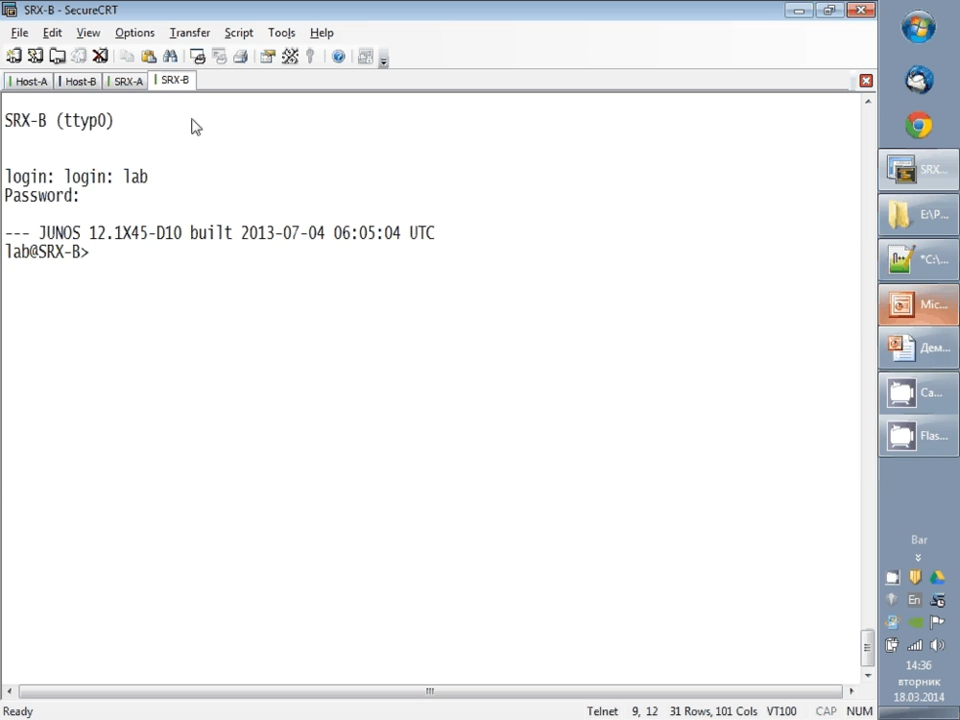 SRX-B - SecureCRT
File Edit View Options Transfer Script Tools Help
Host-A Host-B SRX-A SRX-B
SRX-B (ttyp0)
login: login: lab
Password:
--- JUNOS 12.1X45-D10 built 2013-07-04 06:05:04 UTC
lab@SRX-B>
Ready Telnet 9, 12 31 Rows, 101 Cols VT100 CAP NUM
SRX...
E:\P...
*C:\...
Mic...
Дем...
Ca...
Flas...
Bar
En
14:36
вторник
18.03.2014